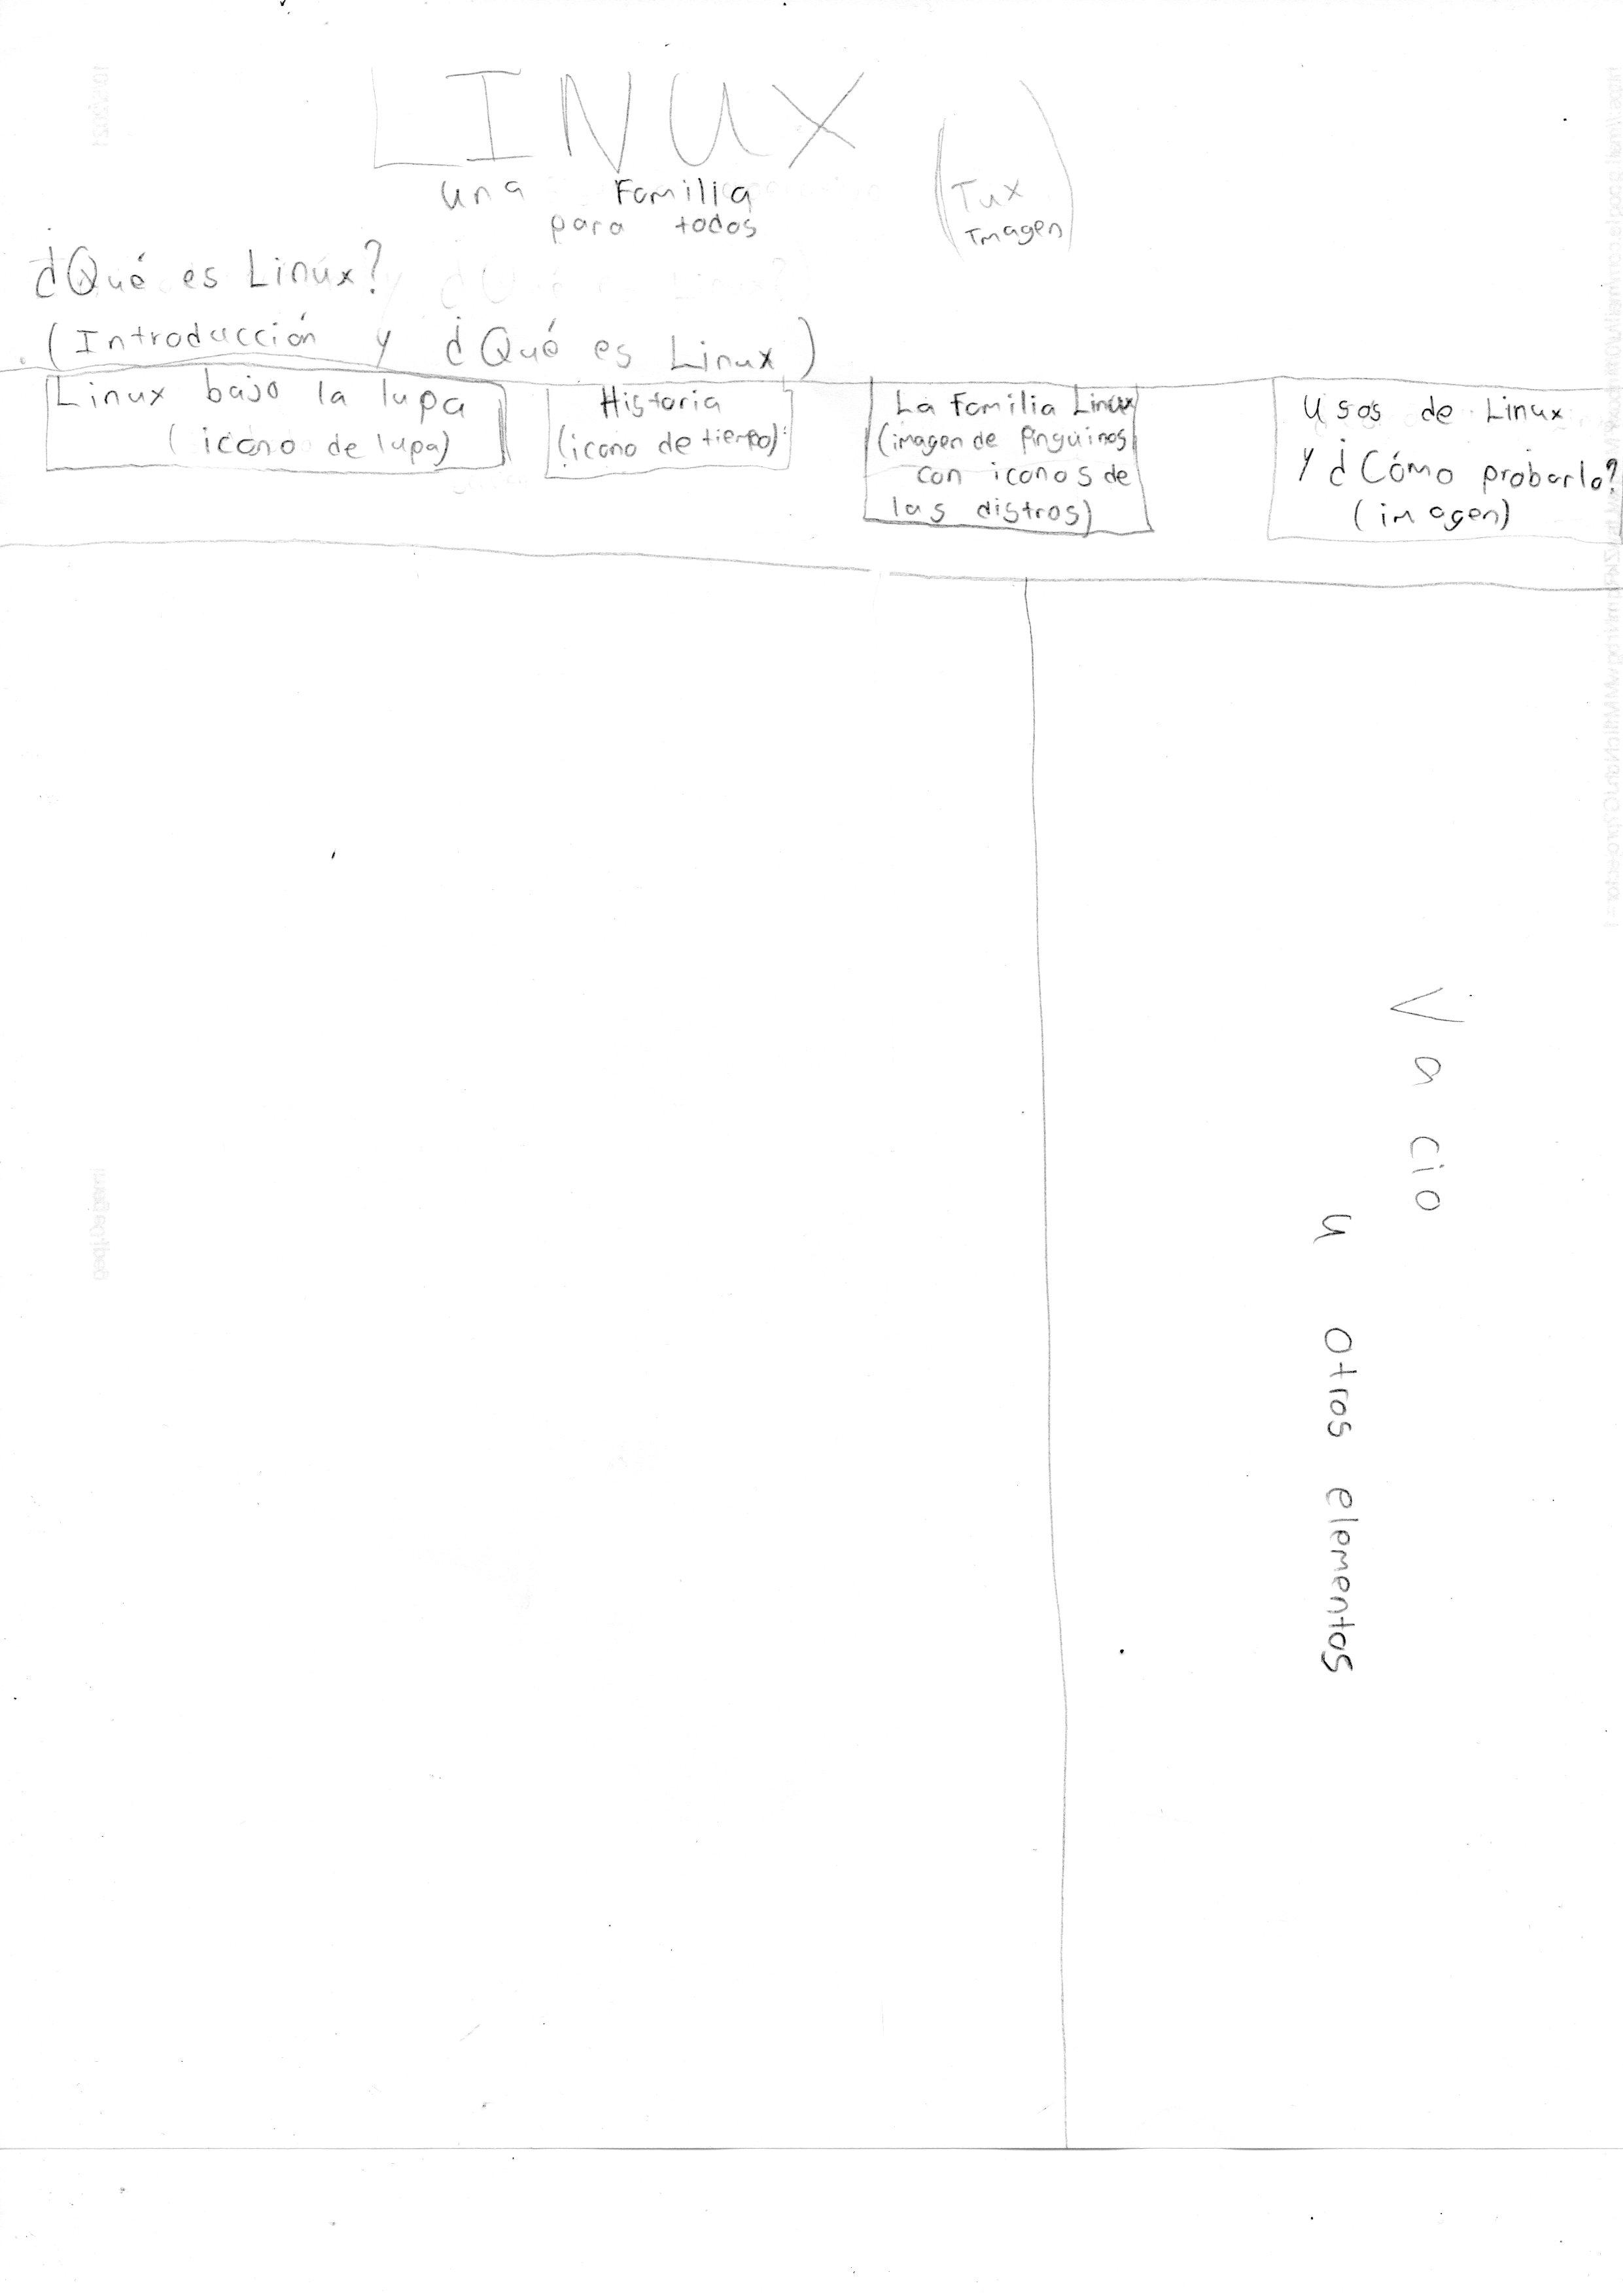 LINUX
una Familia
para todos
(Tux
Imagen)
¿Qué es Linux?
(Introducción y ¿Qué es Linux)
Linux bajo la lupa
(icono de lupa)
Historia
(icono de tiempo)
La Familia Linux
(imagen de pingüinos
con iconos de
las distros)
Usos de Linux
y ¿Cómo probarlo?
(imagen)
Vacio
u otros elementos